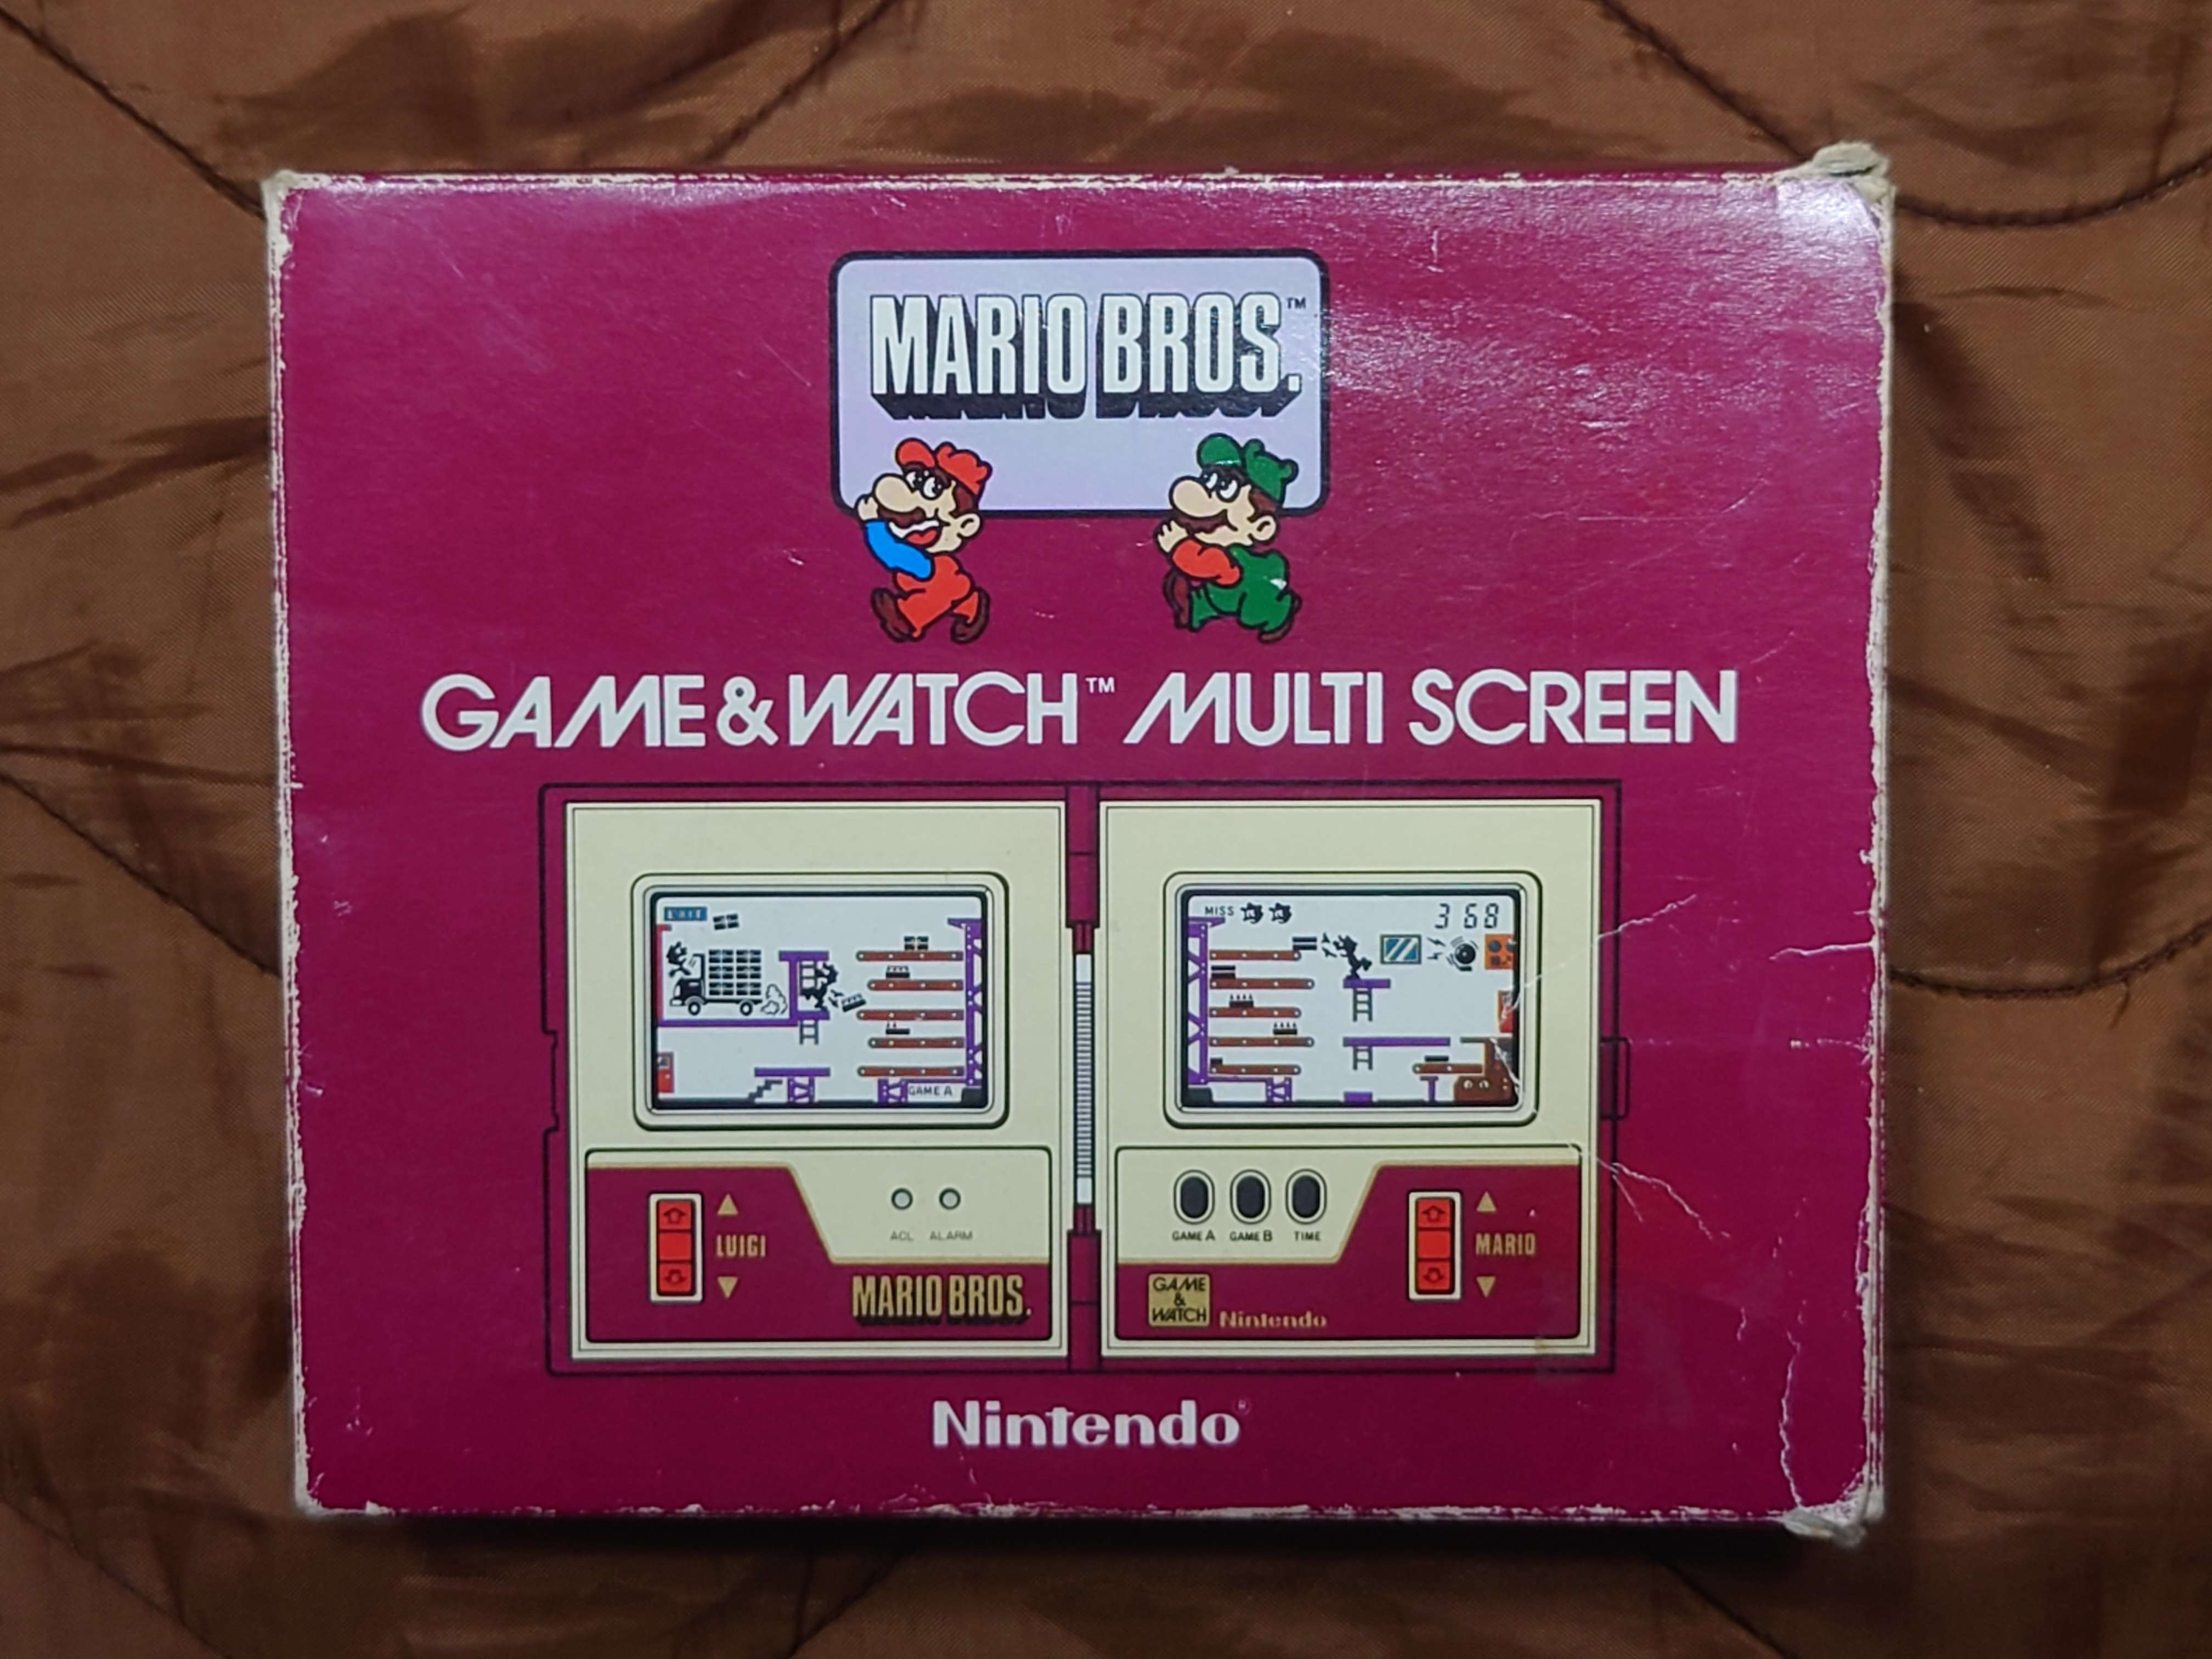 MARIO BROS.™
GAME & WATCH™ MULTI SCREEN
MISS
368
GAME A
LUIGI
ACL
ALARM
MARIO BROS.
GAME A
GAME B
TIME
MARIO
GAME
&
WATCH
Nintendo
Nintendo®